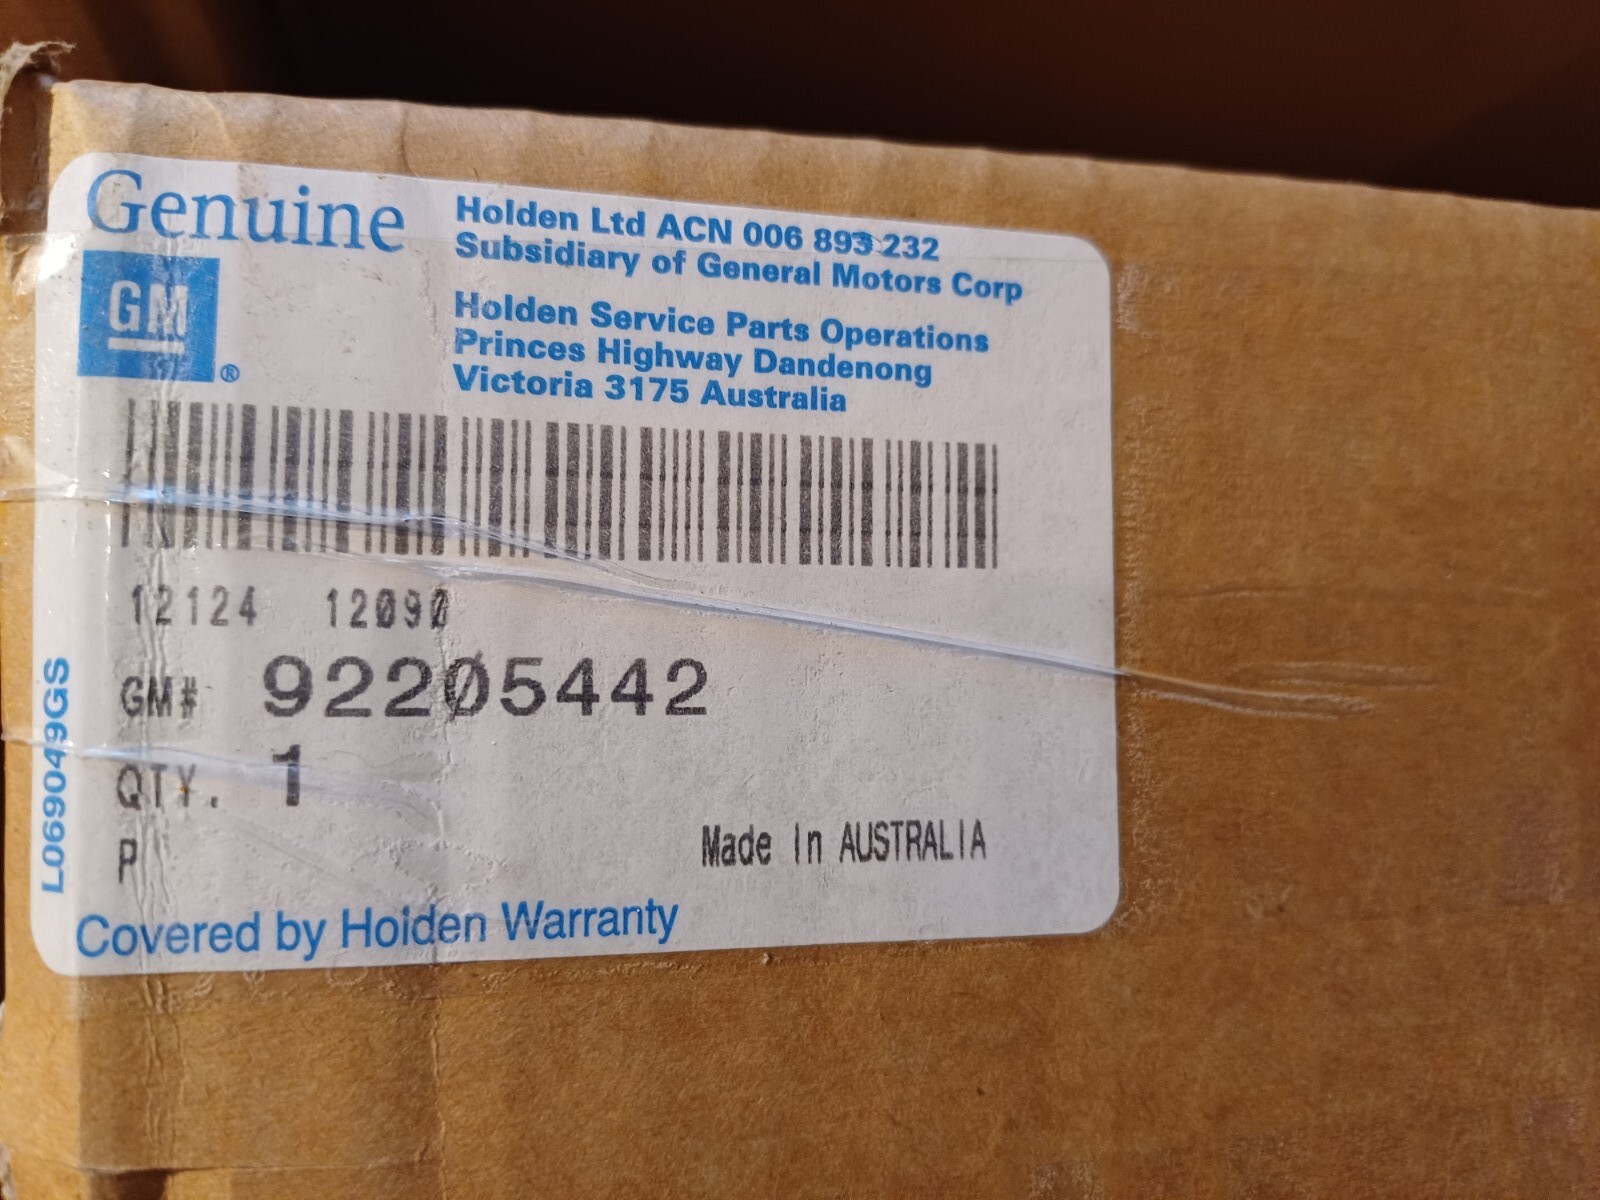 Genuine
GM
®
Holden Ltd ACN 006 893 232
Subsidiary of General Motors Corp
Holden Service Parts Operations
Princes Highway Dandenong
Victoria 3175 Australia
12124 12090
GM# 92205442
QTY. 1
P
Made In AUSTRALIA
Covered by Holden Warranty
L069049GS